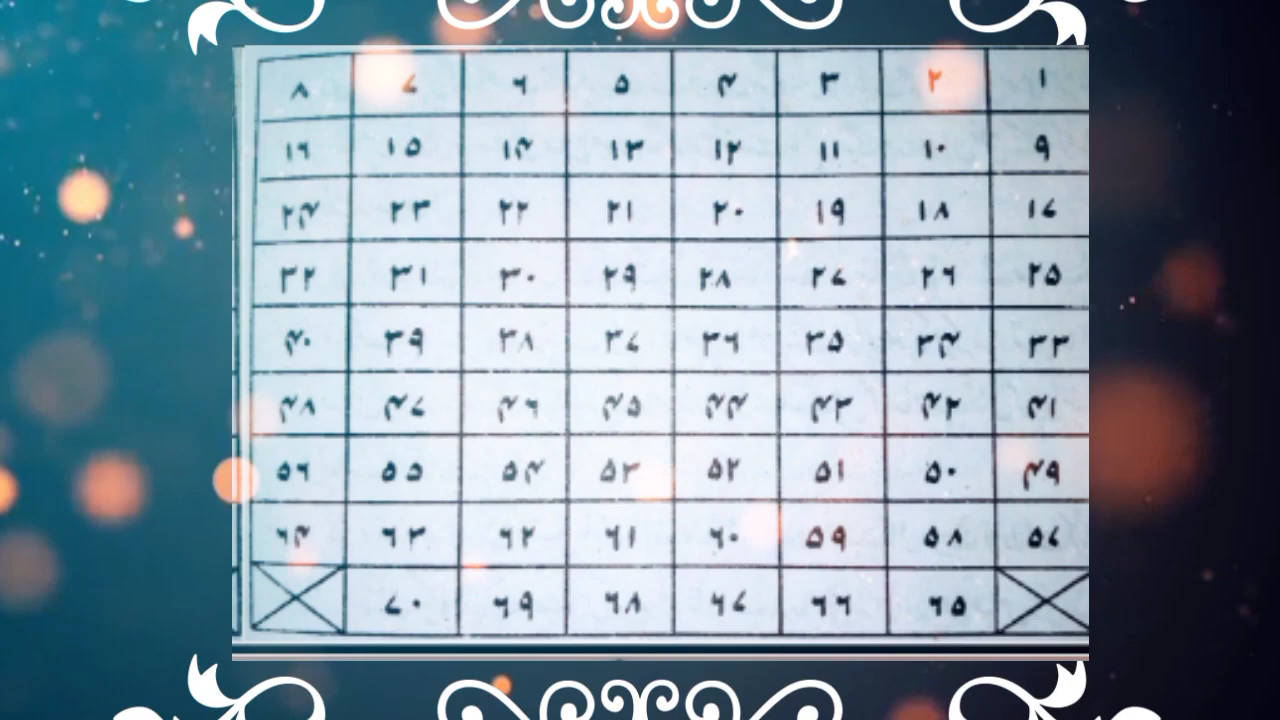 ۱ ۲ ۳ ۴ ۵ ۶ ۷ ۸
۹ ۱۰ ۱۱ ۱۲ ۱۳ ۱۴ ۱۵ ۱۶
۱۷ ۱۸ ۱۹ ۲۰ ۲۱ ۲۲ ۲۳ ۲۴
۲۵ ۲۶ ۲۷ ۲۸ ۲۹ ۳۰ ۳۱ ۳۲
۳۳ ۳۴ ۳۵ ۳۶ ۳۷ ۳۸ ۳۹ ۴۰
۴۱ ۴۲ ۴۳ ۴۴ ۴۵ ۴۶ ۴۷ ۴۸
۴۹ ۵۰ ۵۱ ۵۲ ۵۳ ۵۴ ۵۵ ۵۶
۵۷ ۵۸ ۵۹ ۶۰ ۶۱ ۶۲ ۶۳ ۶۴
۶۵ ۶۶ ۶۷ ۶۸ ۶۹ ۷۰